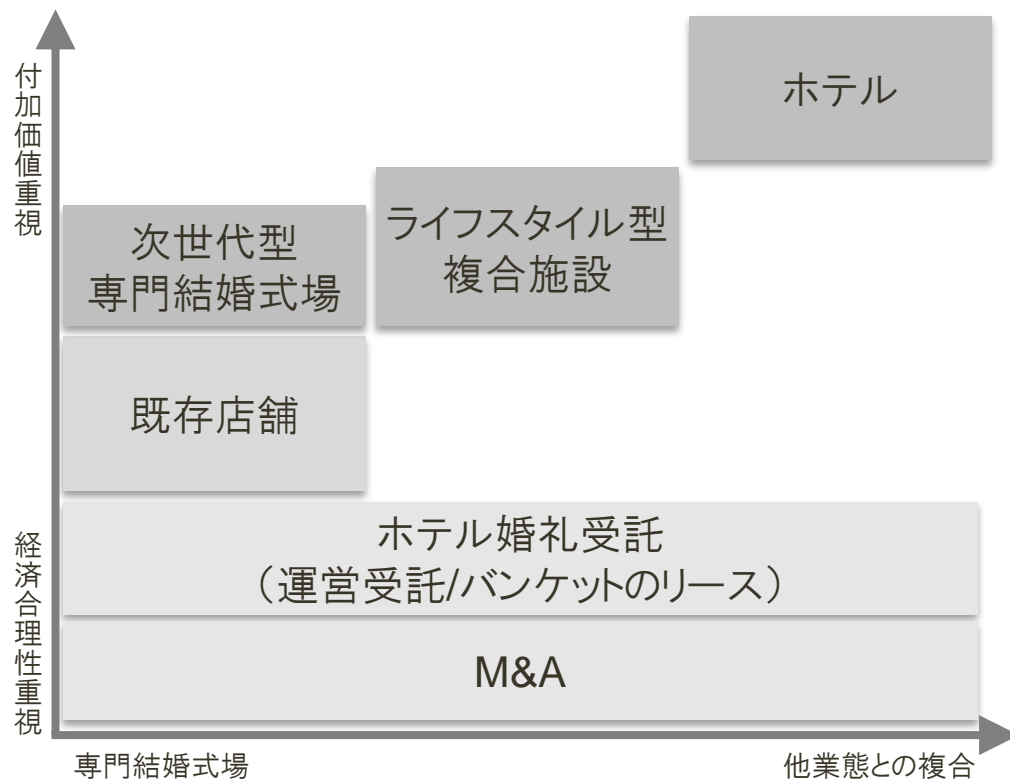 付加価値重視
ホテル
ライフスタイル型
複合施設
次世代型
専門結婚式場
既存店舗
経済合理性重視
ホテル婚礼受託
（運営受託/バンケットのリース）
M&A
専門結婚式場
他業態との複合